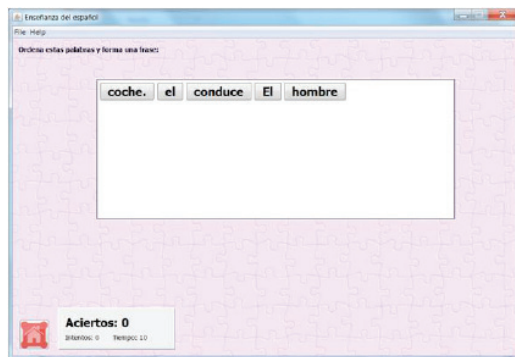 Enseñanza del español
File Help
Ordena estas palabras y forma una frase:
coche. el conduce El hombre
Aciertos: 0
Intentos: 0 Tiempo: 10